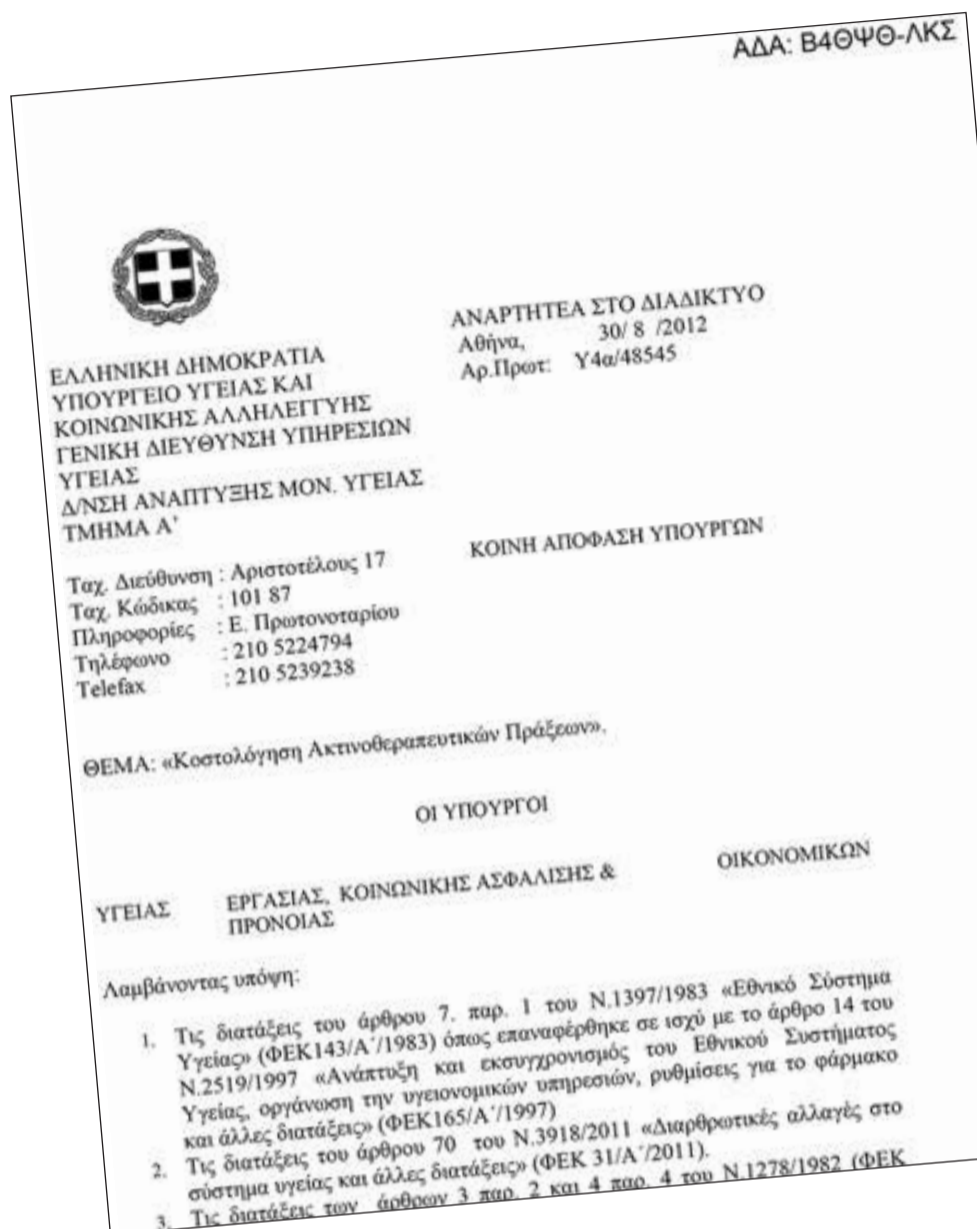 ΑΔΑ: Β4ΘΨΘ-ΛΚΣ
ΕΛΛΗΝΙΚΗ ΔΗΜΟΚΡΑΤΙΑ
ΥΠΟΥΡΓΕΙΟ ΥΓΕΙΑΣ ΚΑΙ
ΚΟΙΝΩΝΙΚΗΣ ΑΛΛΗΛΕΓΓΥΗΣ
ΓΕΝΙΚΗ ΔΙΕΥΘΥΝΣΗ ΥΠΗΡΕΣΙΩΝ
ΥΓΕΙΑΣ
Δ/ΝΣΗ ΑΝΑΠΤΥΞΗΣ ΜΟΝ. ΥΓΕΙΑΣ
ΤΜΗΜΑ Α'
ΑΝΑΡΤΗΤΕΑ ΣΤΟ ΔΙΑΔΙΚΤΥΟ
Αθήνα, 30/ 8 /2012
Αρ.Πρωτ: Υ4α/48545
Ταχ. Διεύθυνση : Αριστοτέλους 17
Ταχ. Κώδικας : 101 87
Πληροφορίες : Ε. Πρωτονοταρίου
Τηλέφωνο : 210 5224794
Telefax : 210 5239238
ΚΟΙΝΗ ΑΠΟΦΑΣΗ ΥΠΟΥΡΓΩΝ
ΘΕΜΑ: «Κοστολόγηση Ακτινοθεραπευτικών Πράξεων».
ΟΙ ΥΠΟΥΡΓΟΙ
ΥΓΕΙΑΣ ΕΡΓΑΣΙΑΣ, ΚΟΙΝΩΝΙΚΗΣ ΑΣΦΑΛΙΣΗΣ & ΟΙΚΟΝΟΜΙΚΩΝ
ΠΡΟΝΟΙΑΣ
Λαμβάνοντας υπόψη:
1. Τις διατάξεις του άρθρου 7. παρ. 1 του Ν.1397/1983 «Εθνικό Σύστημα
Υγείας» (ΦΕΚ143/Α΄/1983) όπως επαναφέρθηκε σε ισχύ με το άρθρο 14 του
Ν.2519/1997 «Ανάπτυξη και εκσυγχρονισμός του Εθνικού Συστήματος
Υγείας, οργάνωση την υγειονομικών υπηρεσιών, ρυθμίσεις για το φάρμακο
και άλλες διατάξεις» (ΦΕΚ165/Α΄/1997)
2. Τις διατάξεις του άρθρου 70 του Ν.3918/2011 «Διαρθρωτικές αλλαγές στο
σύστημα υγείας και άλλες διατάξεις» (ΦΕΚ 31/Α΄/2011).
3. Τις διατάξεις των άρθρων 3 παρ. 2 και 4 παρ. 4 του Ν.1278/1982 (ΦΕΚ